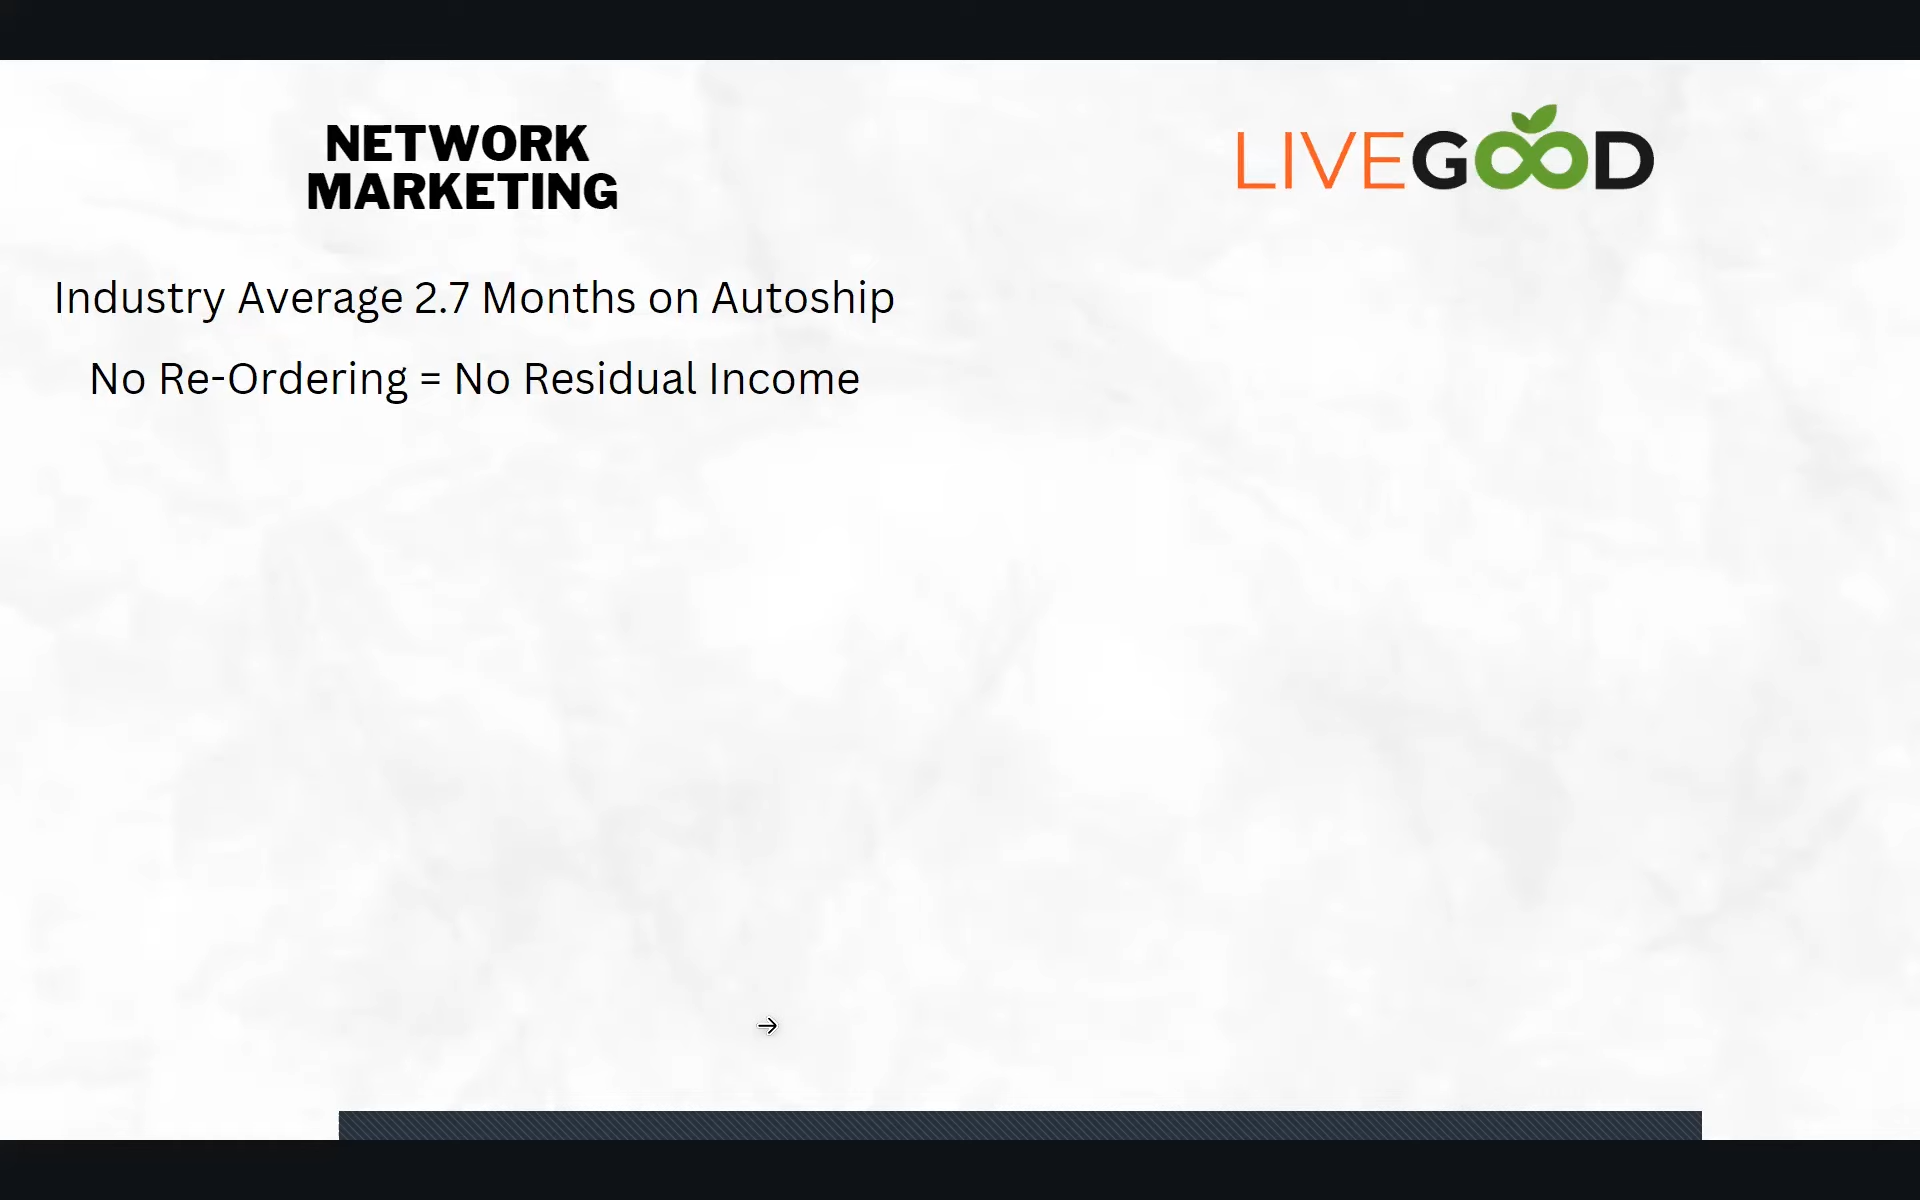 NETWORK
MARKETING
LIVEGOOD
Industry Average 2.7 Months on Autoship
No Re-Ordering = No Residual Income